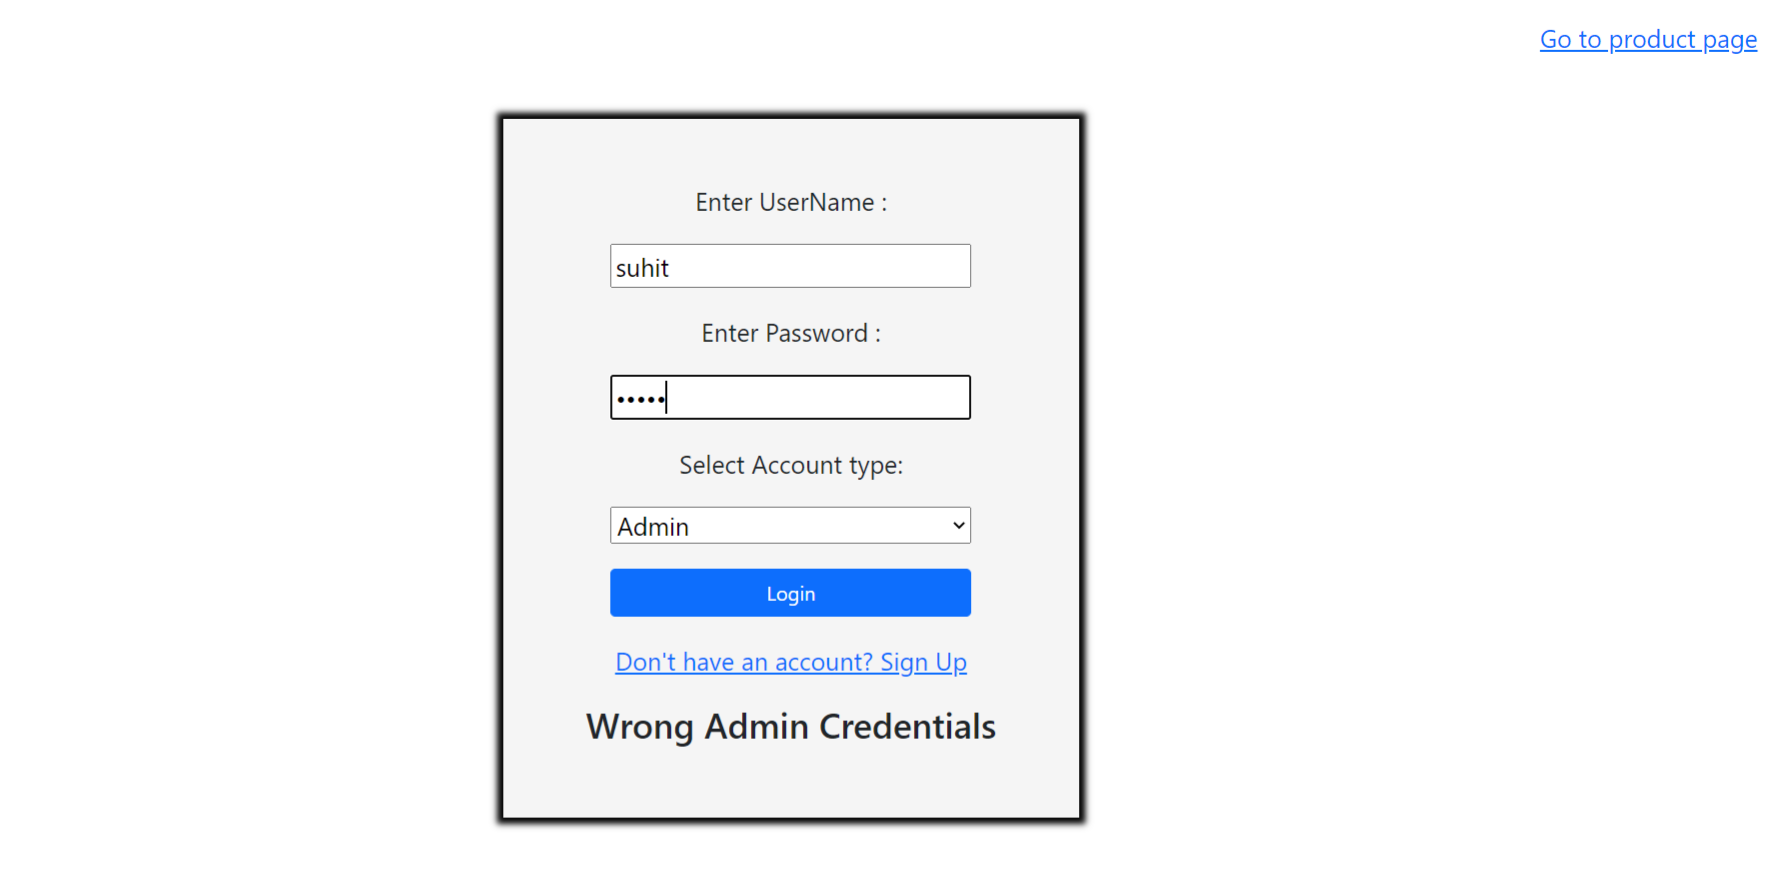 Go to product page
Enter UserName :
suhit
Enter Password :
•••••
Select Account type:
Admin
Login
Don't have an account? Sign Up
Wrong Admin Credentials